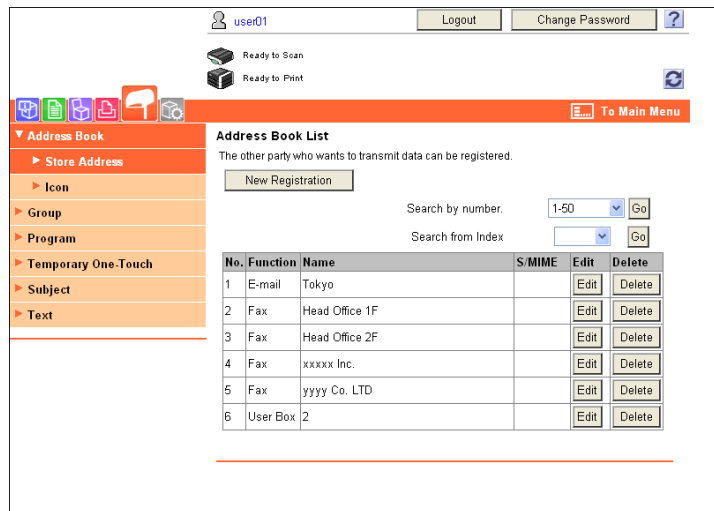 user01
Logout
Change Password
?
Ready to Scan
Ready to Print
To Main Menu
Address Book
Store Address
Icon
Group
Program
Temporary One-Touch
Subject
Text
Address Book List
The other party who wants to transmit data can be registered.
New Registration
Search by number. 1-50 Go
Search from Index Go
No. Function Name S/MIME Edit Delete
1 E-mail Tokyo Edit Delete
2 Fax Head Office 1F Edit Delete
3 Fax Head Office 2F Edit Delete
4 Fax xxxxx Inc. Edit Delete
5 Fax yyyy Co. LTD Edit Delete
6 User Box 2 Edit Delete